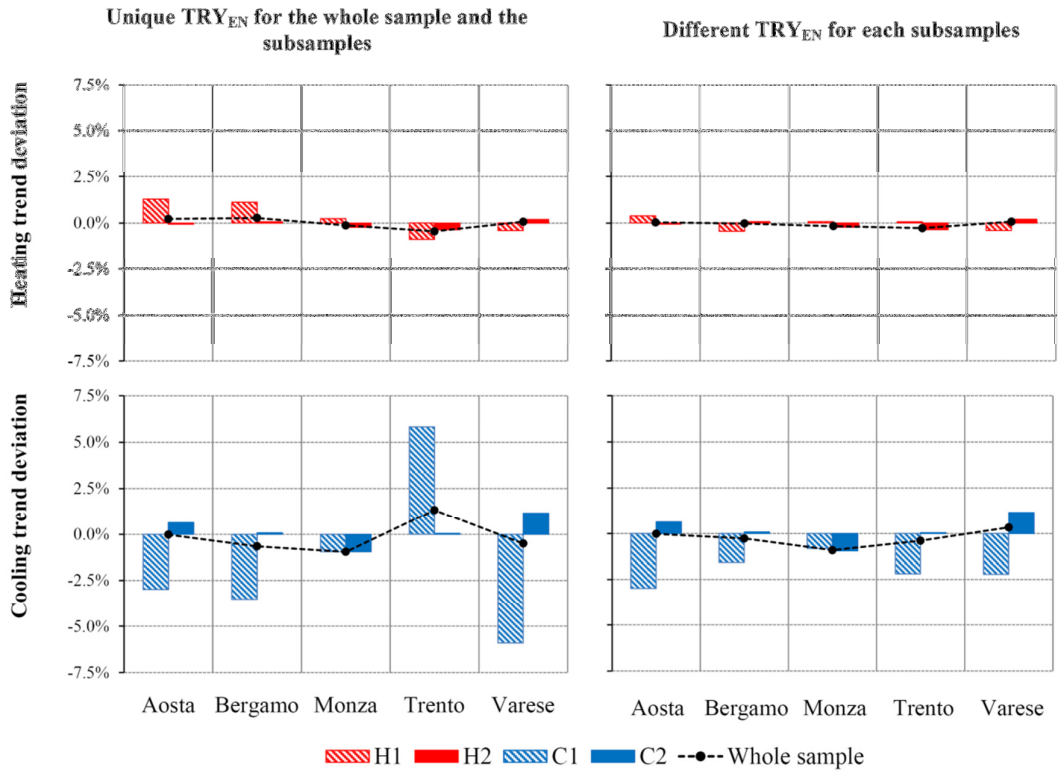 Unique TRY_EN for the whole sample and the
subsamples
Different TRY_EN for each subsamples
Heating trend deviation
7.5%
5.0%
2.5%
0.0%
-2.5%
-5.0%
-7.5%
Cooling trend deviation
7.5%
5.0%
2.5%
0.0%
-2.5%
-5.0%
-7.5%
Aosta Bergamo Monza Trento Varese
Aosta Bergamo Monza Trento Varese
H1 H2 C1 C2 Whole sample